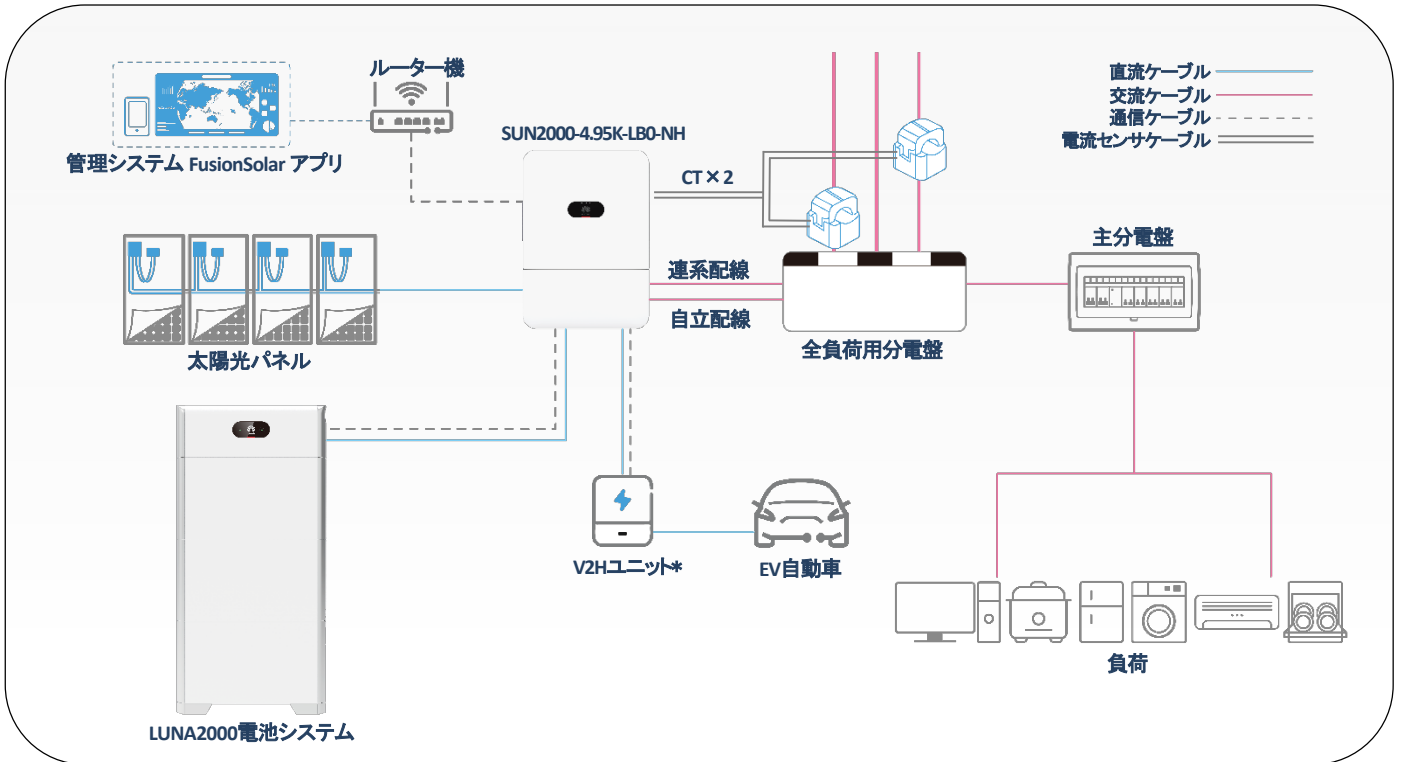 ルーター機
直流ケーブル
交流ケーブル
通信ケーブル
電流センサケーブル
管理システム FusionSolar アプリ
SUN2000-4.95K-LB0-NH
CT×2
主分電盤
連系配線
自立配線
全負荷用分電盤
太陽光パネル
V2Hユニット*
EV自動車
負荷
LUNA2000電池システム